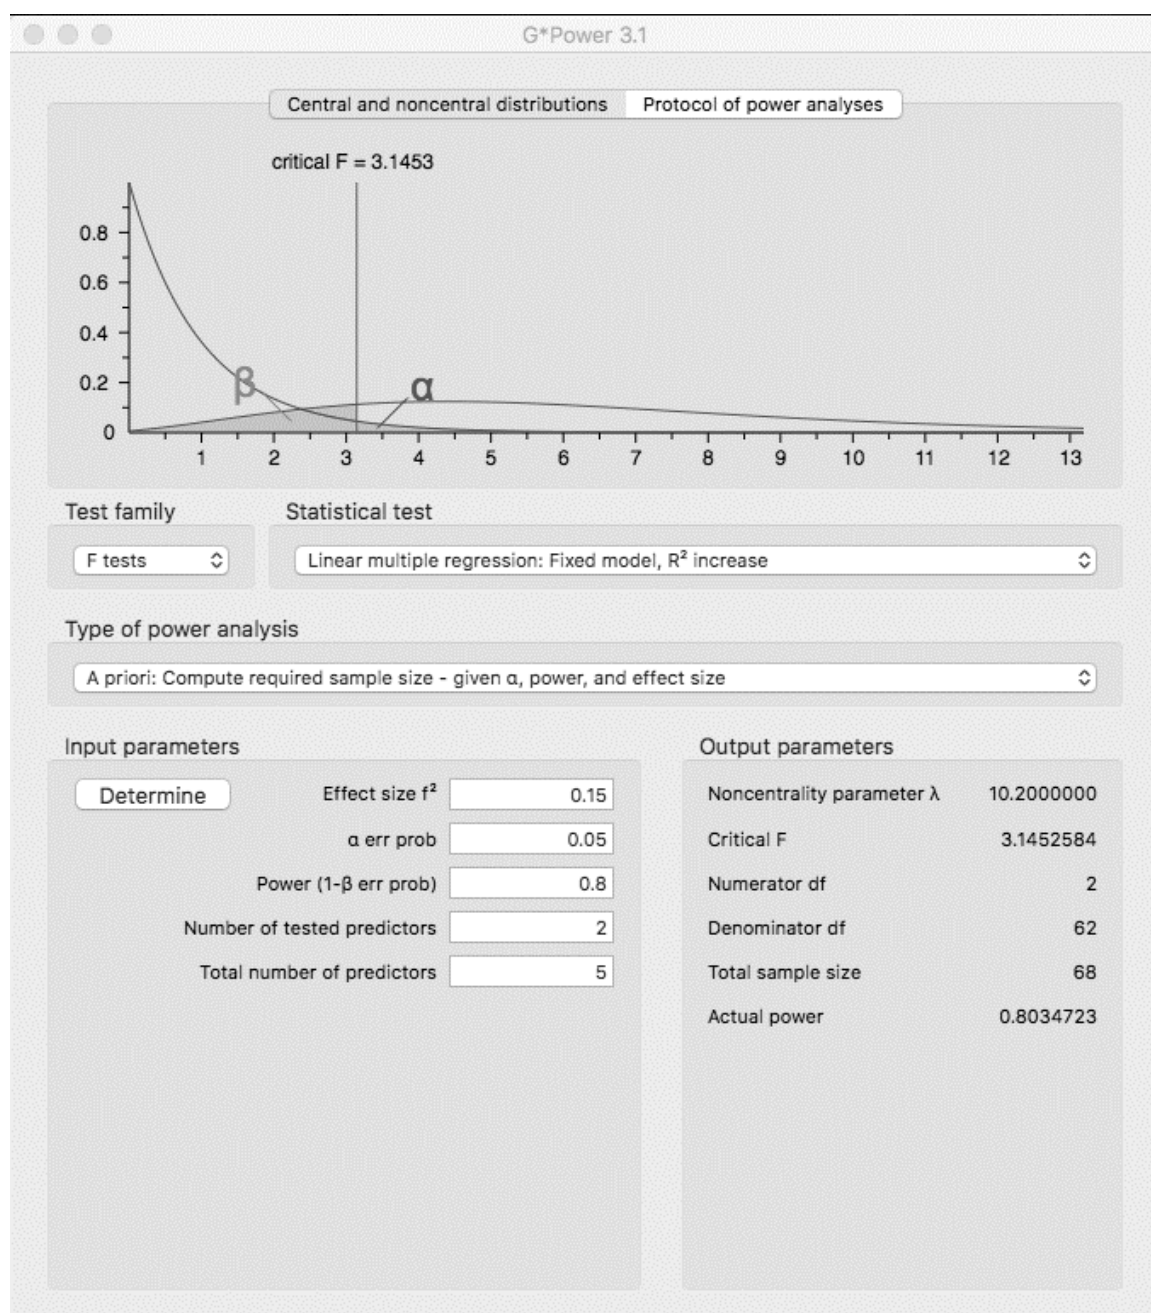 G*Power 3.1
Central and noncentral distributions Protocol of power analyses
critical F = 3.1453
0.8
0.6
0.4
0.2
0
β α
1 2 3 4 5 6 7 8 9 10 11 12 13
Test family Statistical test
F tests Linear multiple regression: Fixed model, R² increase
Type of power analysis
A priori: Compute required sample size - given α, power, and effect size
Input parameters Output parameters
Determine Effect size f² 0.15 Noncentrality parameter λ 10.2000000
α err prob 0.05 Critical F 3.1452584
Power (1-β err prob) 0.8 Numerator df 2
Number of tested predictors 2 Denominator df 62
Total number of predictors 5 Total sample size 68
Actual power 0.8034723